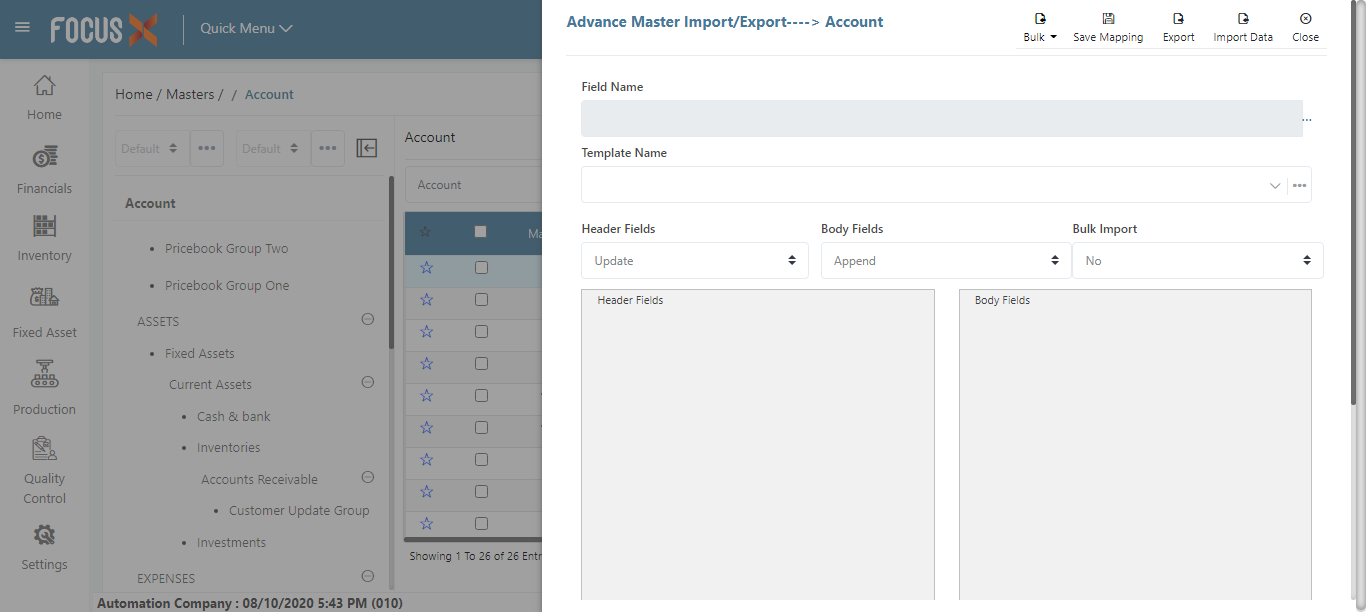 FOCUS X
Quick Menu
Home
Financials
Inventory
Fixed Asset
Production
Quality
Control
Settings
Home / Masters / / Account
Default
Default
Account
Pricebook Group Two
Pricebook Group One
ASSETS
Fixed Assets
Current Assets
Cash & bank
Inventories
Accounts Receivable
Customer Update Group
Investments
EXPENSES
Account
Account
Ma
Showing 1 To 26 of 26 Entr
Automation Company : 08/10/2020 5:43 PM (010)
Advance Master Import/Export----> Account
Bulk
Save Mapping
Export
Import Data
Close
Field Name
...
Template Name
Header Fields
Body Fields
Bulk Import
Update
Append
No
Header Fields
Body Fields